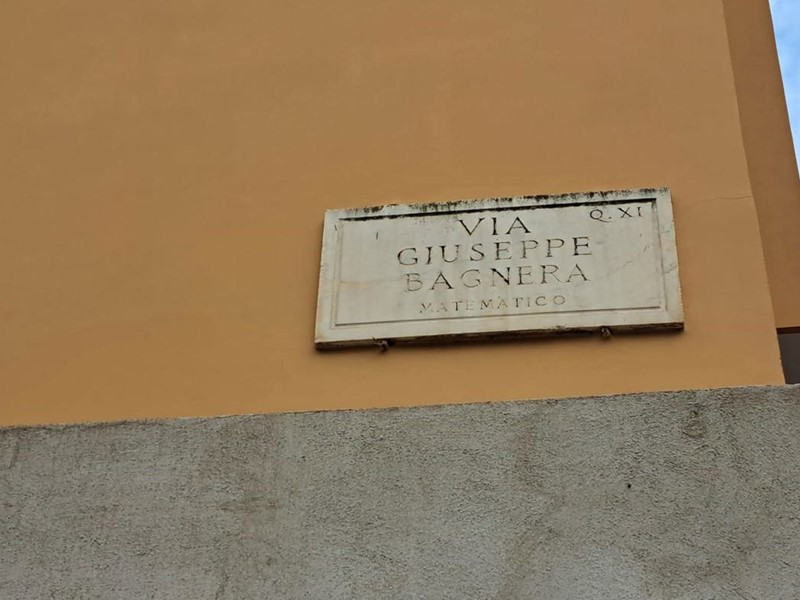 VIA Q. XI
GIUSEPPE
BAGNERA
MATEMATICO